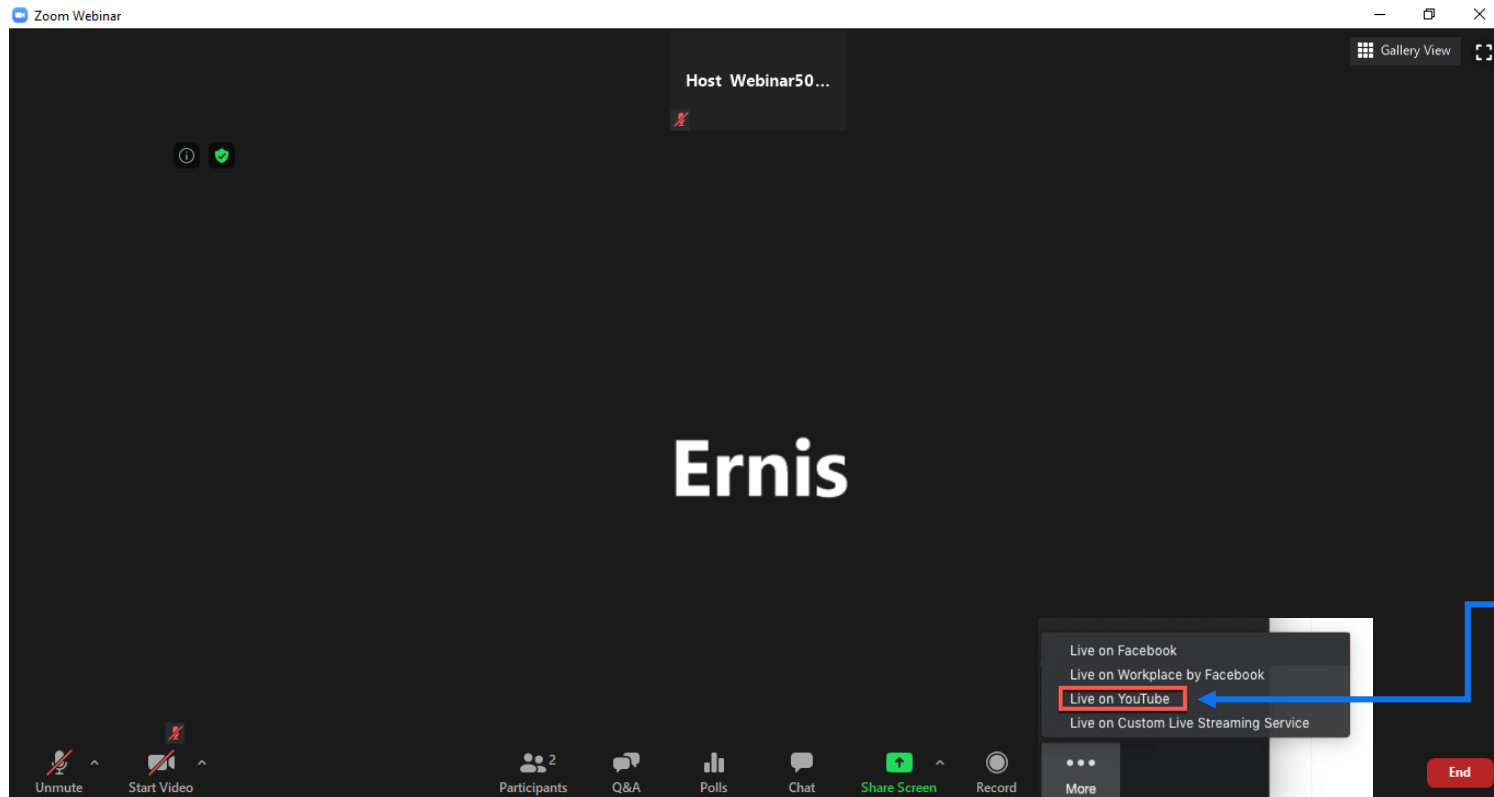 Zoom Webinar
Gallery View
Host Webinar50...
Ernis
Live on Facebook
Live on Workplace by Facebook
Live on YouTube
Live on Custom Live Streaming Service
2
Unmute
Start Video
Participants
Q&A
Polls
Chat
Share Screen
Record
More
End